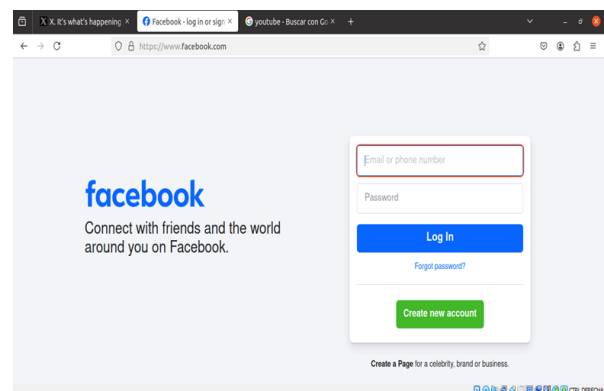 X. It's what's happening
Facebook - log in or sign
youtube - Buscar con Go
https://www.facebook.com
facebook
Connect with friends and the world
around you on Facebook.
Email or phone number
Password
Log In
Forgot password?
Create new account
Create a Page for a celebrity, brand or business.
CTRL DERECHA